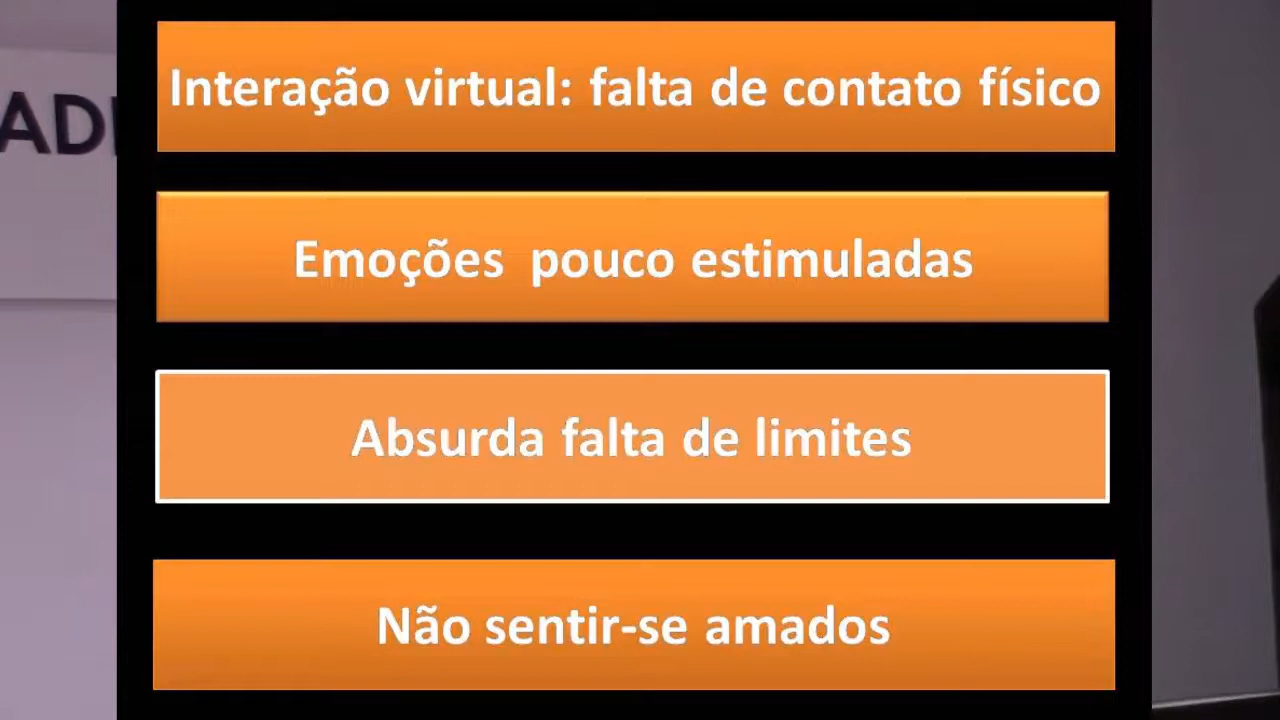 Interação virtual: falta de contato físico
Emoções  pouco estimuladas
Absurda falta de limites
Não sentir-se amados